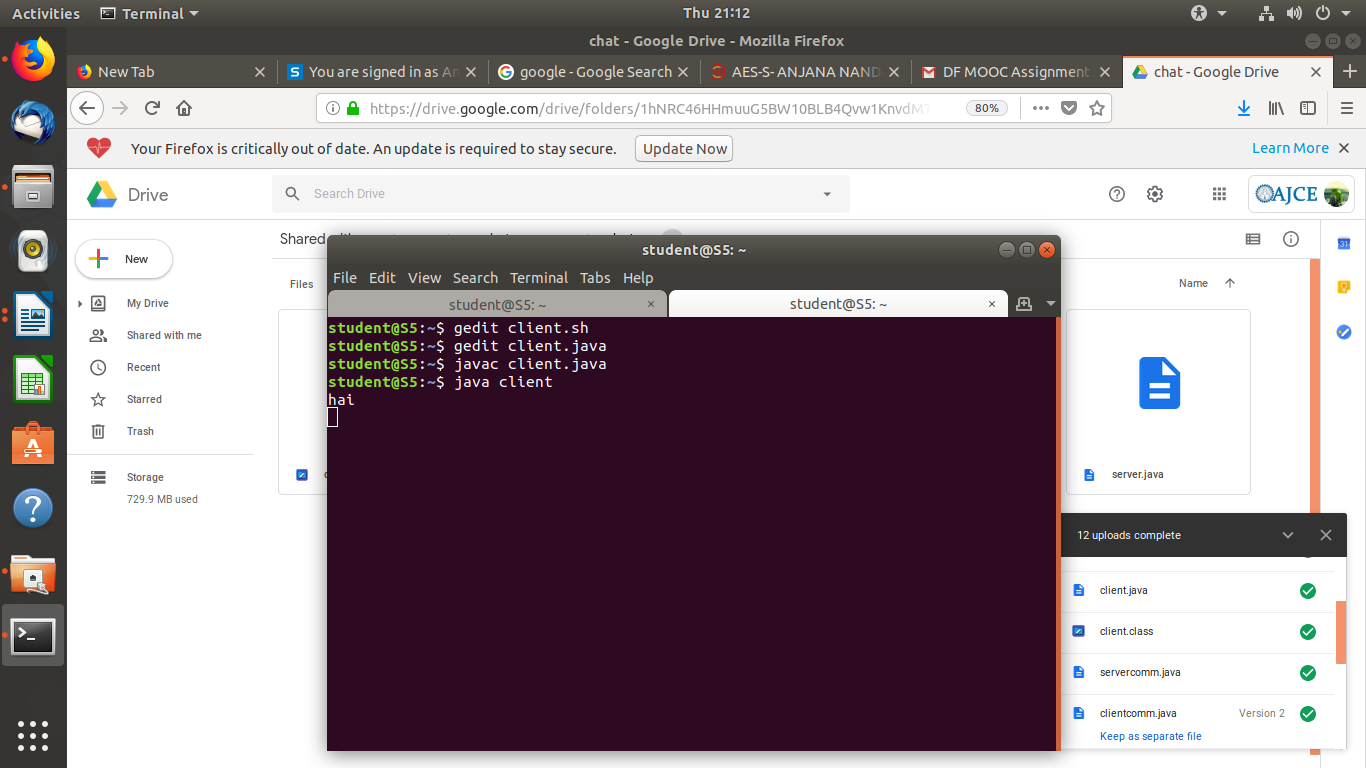 Activities Terminal Thu 21:12
chat - Google Drive - Mozilla Firefox
New Tab You are signed in as An google - Google Search AES-S- ANJANA NAND DF MOOC Assignment chat - Google Drive
https://drive.google.com/drive/folders/1hNRC46HHmuuG5BW10BLB4Qvw1KnvdM 80%
Your Firefox is critically out of date. An update is required to stay secure. Update Now Learn More
Drive Search Drive AJCE
Shared
New
Files Name
My Drive
Shared with me
Recent
Starred
Trash
Storage
729.9 MB used
student@S5: ~
File Edit View Search Terminal Tabs Help
student@S5: ~ student@S5: ~
student@S5:~$ gedit client.sh
student@S5:~$ gedit client.java
student@S5:~$ javac client.java
student@S5:~$ java client
hai
server.java
12 uploads complete
client.java
client.class
servercomm.java
clientcomm.java Version 2
Keep as separate file